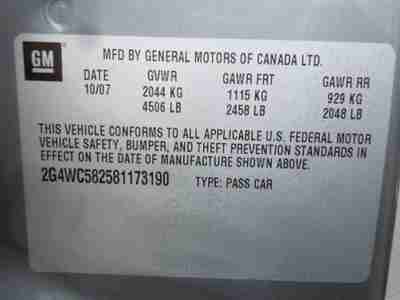 GM
MFD BY GENERAL MOTORS OF CANADA LTD.
DATE GVWR GAWR FRT GAWR RR
10/07 2044 KG 1115 KG 929 KG
4506 LB 2458 LB 2048 LB
THIS VEHICLE CONFORMS TO ALL APPLICABLE U.S. FEDERAL MOTOR
VEHICLE SAFETY, BUMPER, AND THEFT PREVENTION STANDARDS IN
EFFECT ON THE DATE OF MANUFACTURE SHOWN ABOVE.
2G4WC582581173190 TYPE: PASS CAR